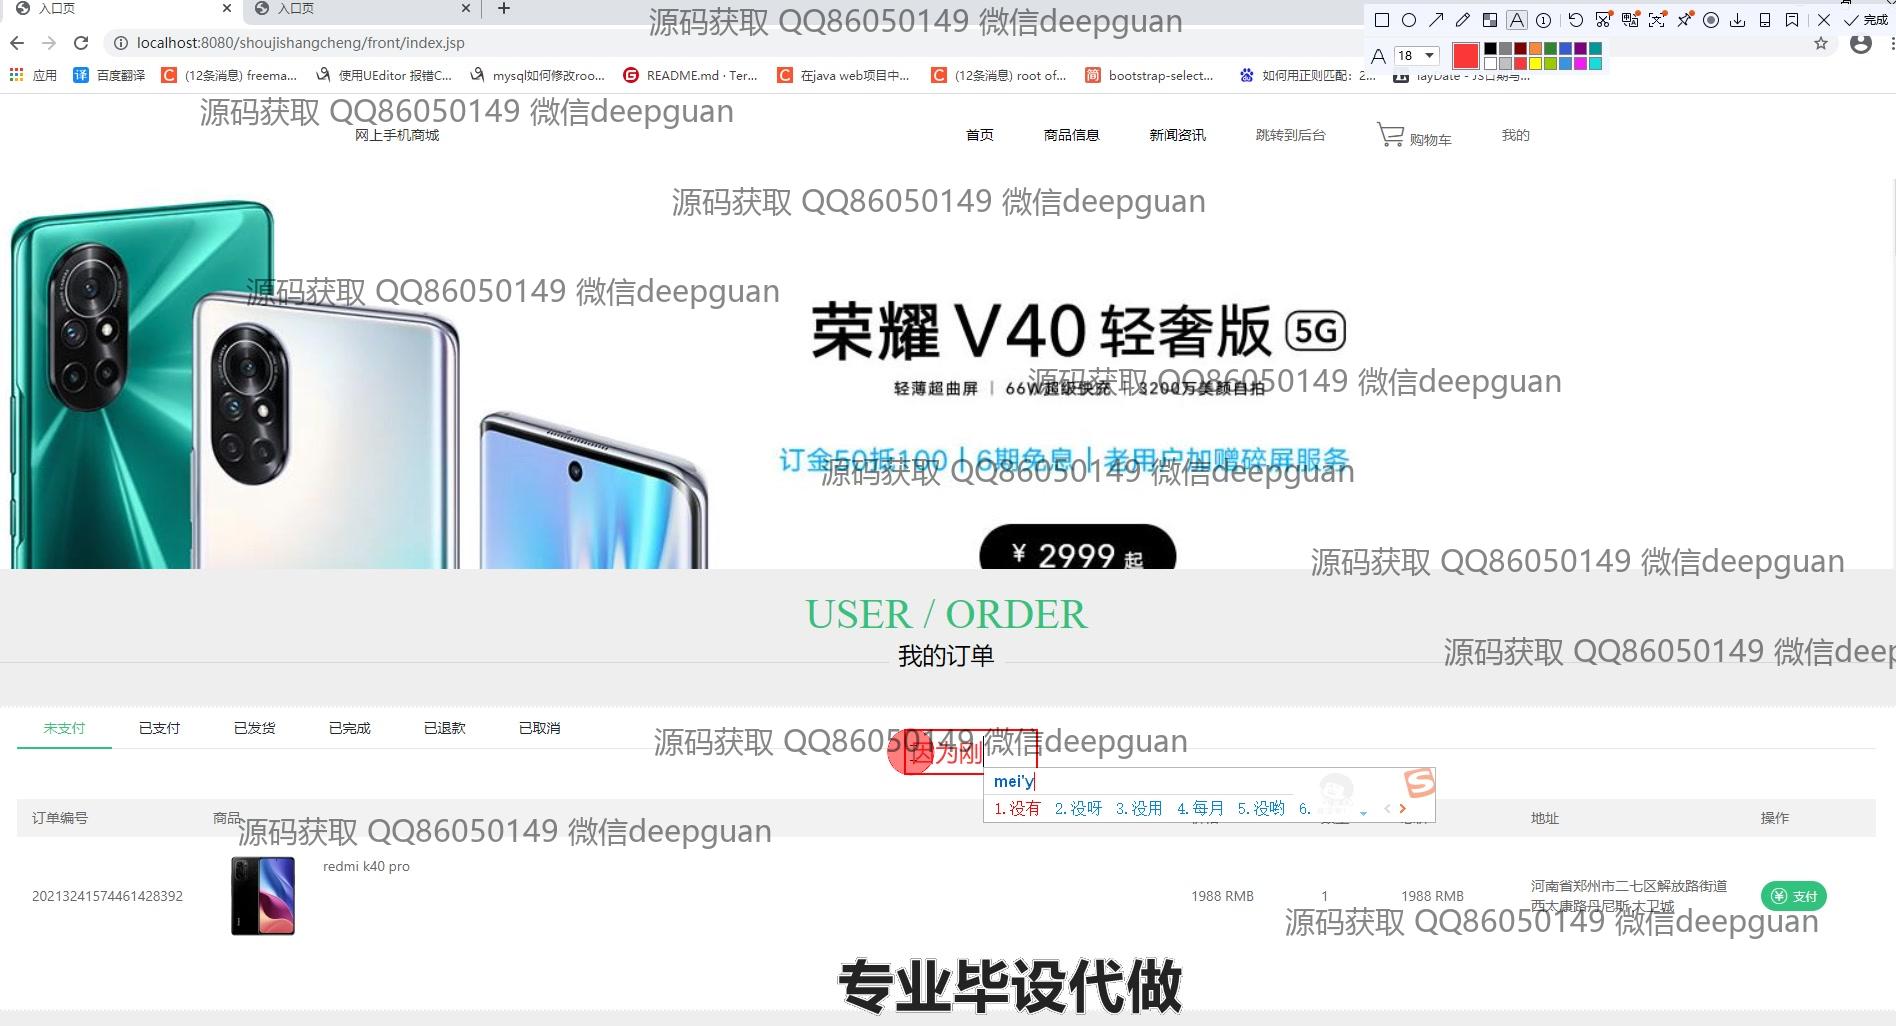 入口页
入口页
源码获取 QQ86050149 微信deepguan
完成
localhost:8080/shoujishangcheng/front/index.jsp
18
应用
百度翻译
(12条消息) freema...
使用UEditor 报错C...
mysql如何修改roo...
README.md · Ter...
在java web项目中...
(12条消息) root of...
bootstrap-select...
如何用正则匹配：2...
layDate - JS日期与...
源码获取 QQ86050149 微信deepguan
网上手机商城
首页
商品信息
新闻资讯
跳转到后台
购物车
我的
源码获取 QQ86050149 微信deepguan
源码获取 QQ86050149 微信deepguan
荣耀 V40 轻奢版 5G
轻薄超曲屏 | 66W超级快充 | 3200万美颜自拍
源码获取 QQ86050149 微信deepguan
订金50抵100 | 6期免息 | 老用户加赠碎屏服务
源码获取 QQ86050149 微信deepguan
¥ 2999 起
源码获取 QQ86050149 微信deepguan
USER / ORDER
我的订单
源码获取 QQ86050149 微信deep
未支付
已支付
已发货
已完成
已退款
已取消
源码获取 QQ86050149 微信deepguan
因为刚
mei'y
1.没有 2.没呀 3.没用 4.每月 5.没哟 6.
订单编号
商品
地址
操作
源码获取 QQ86050149 微信deepguan
redmi k40 pro
20213241574461428392
1988 RMB
1
1988 RMB
河南省郑州市二七区解放路街道
西太康路丹尼斯·大卫城
支付
源码获取 QQ86050149 微信deepguan
专业毕设代做